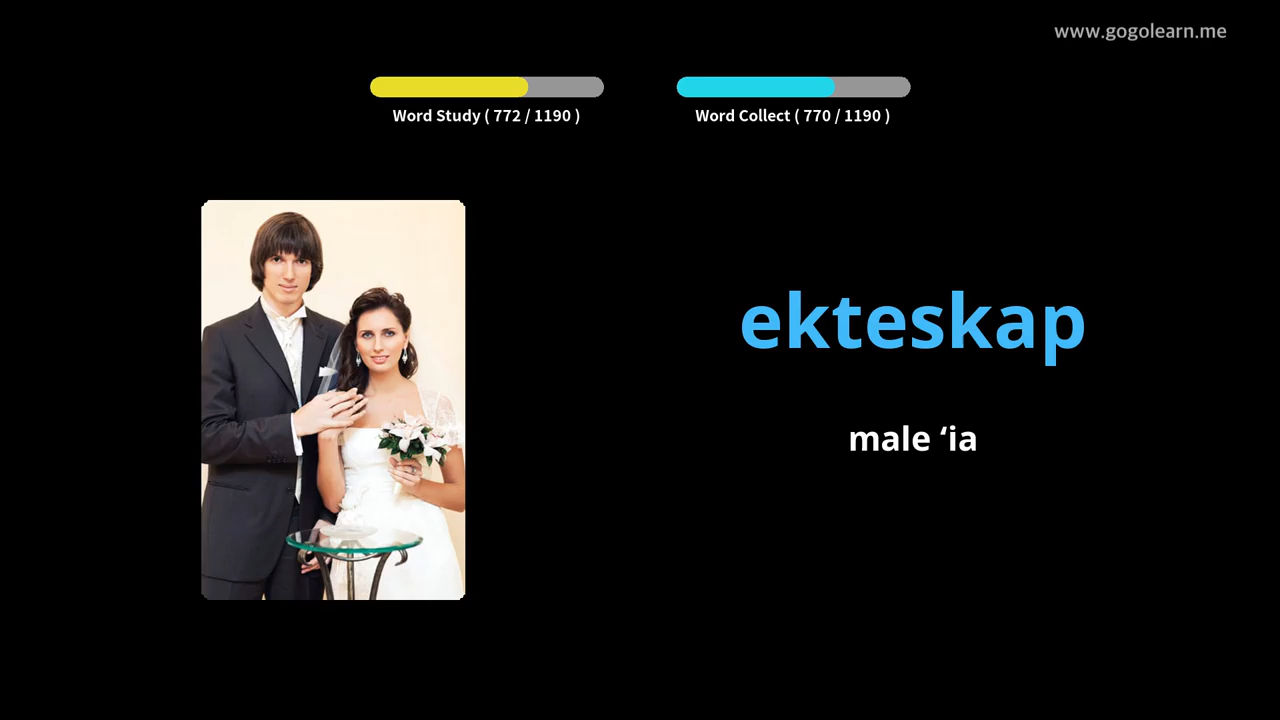 www.gogolearn.me
Word Study ( 772 / 1190 )
Word Collect ( 770 / 1190 )
ekteskap
male ‘ia